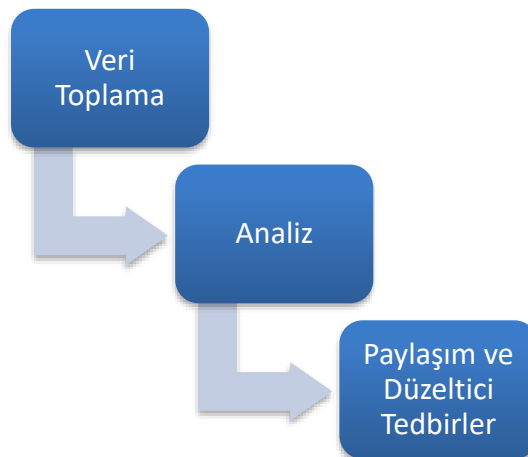 Veri
Toplama
Analiz
Paylaşım ve
Düzeltici
Tedbirler